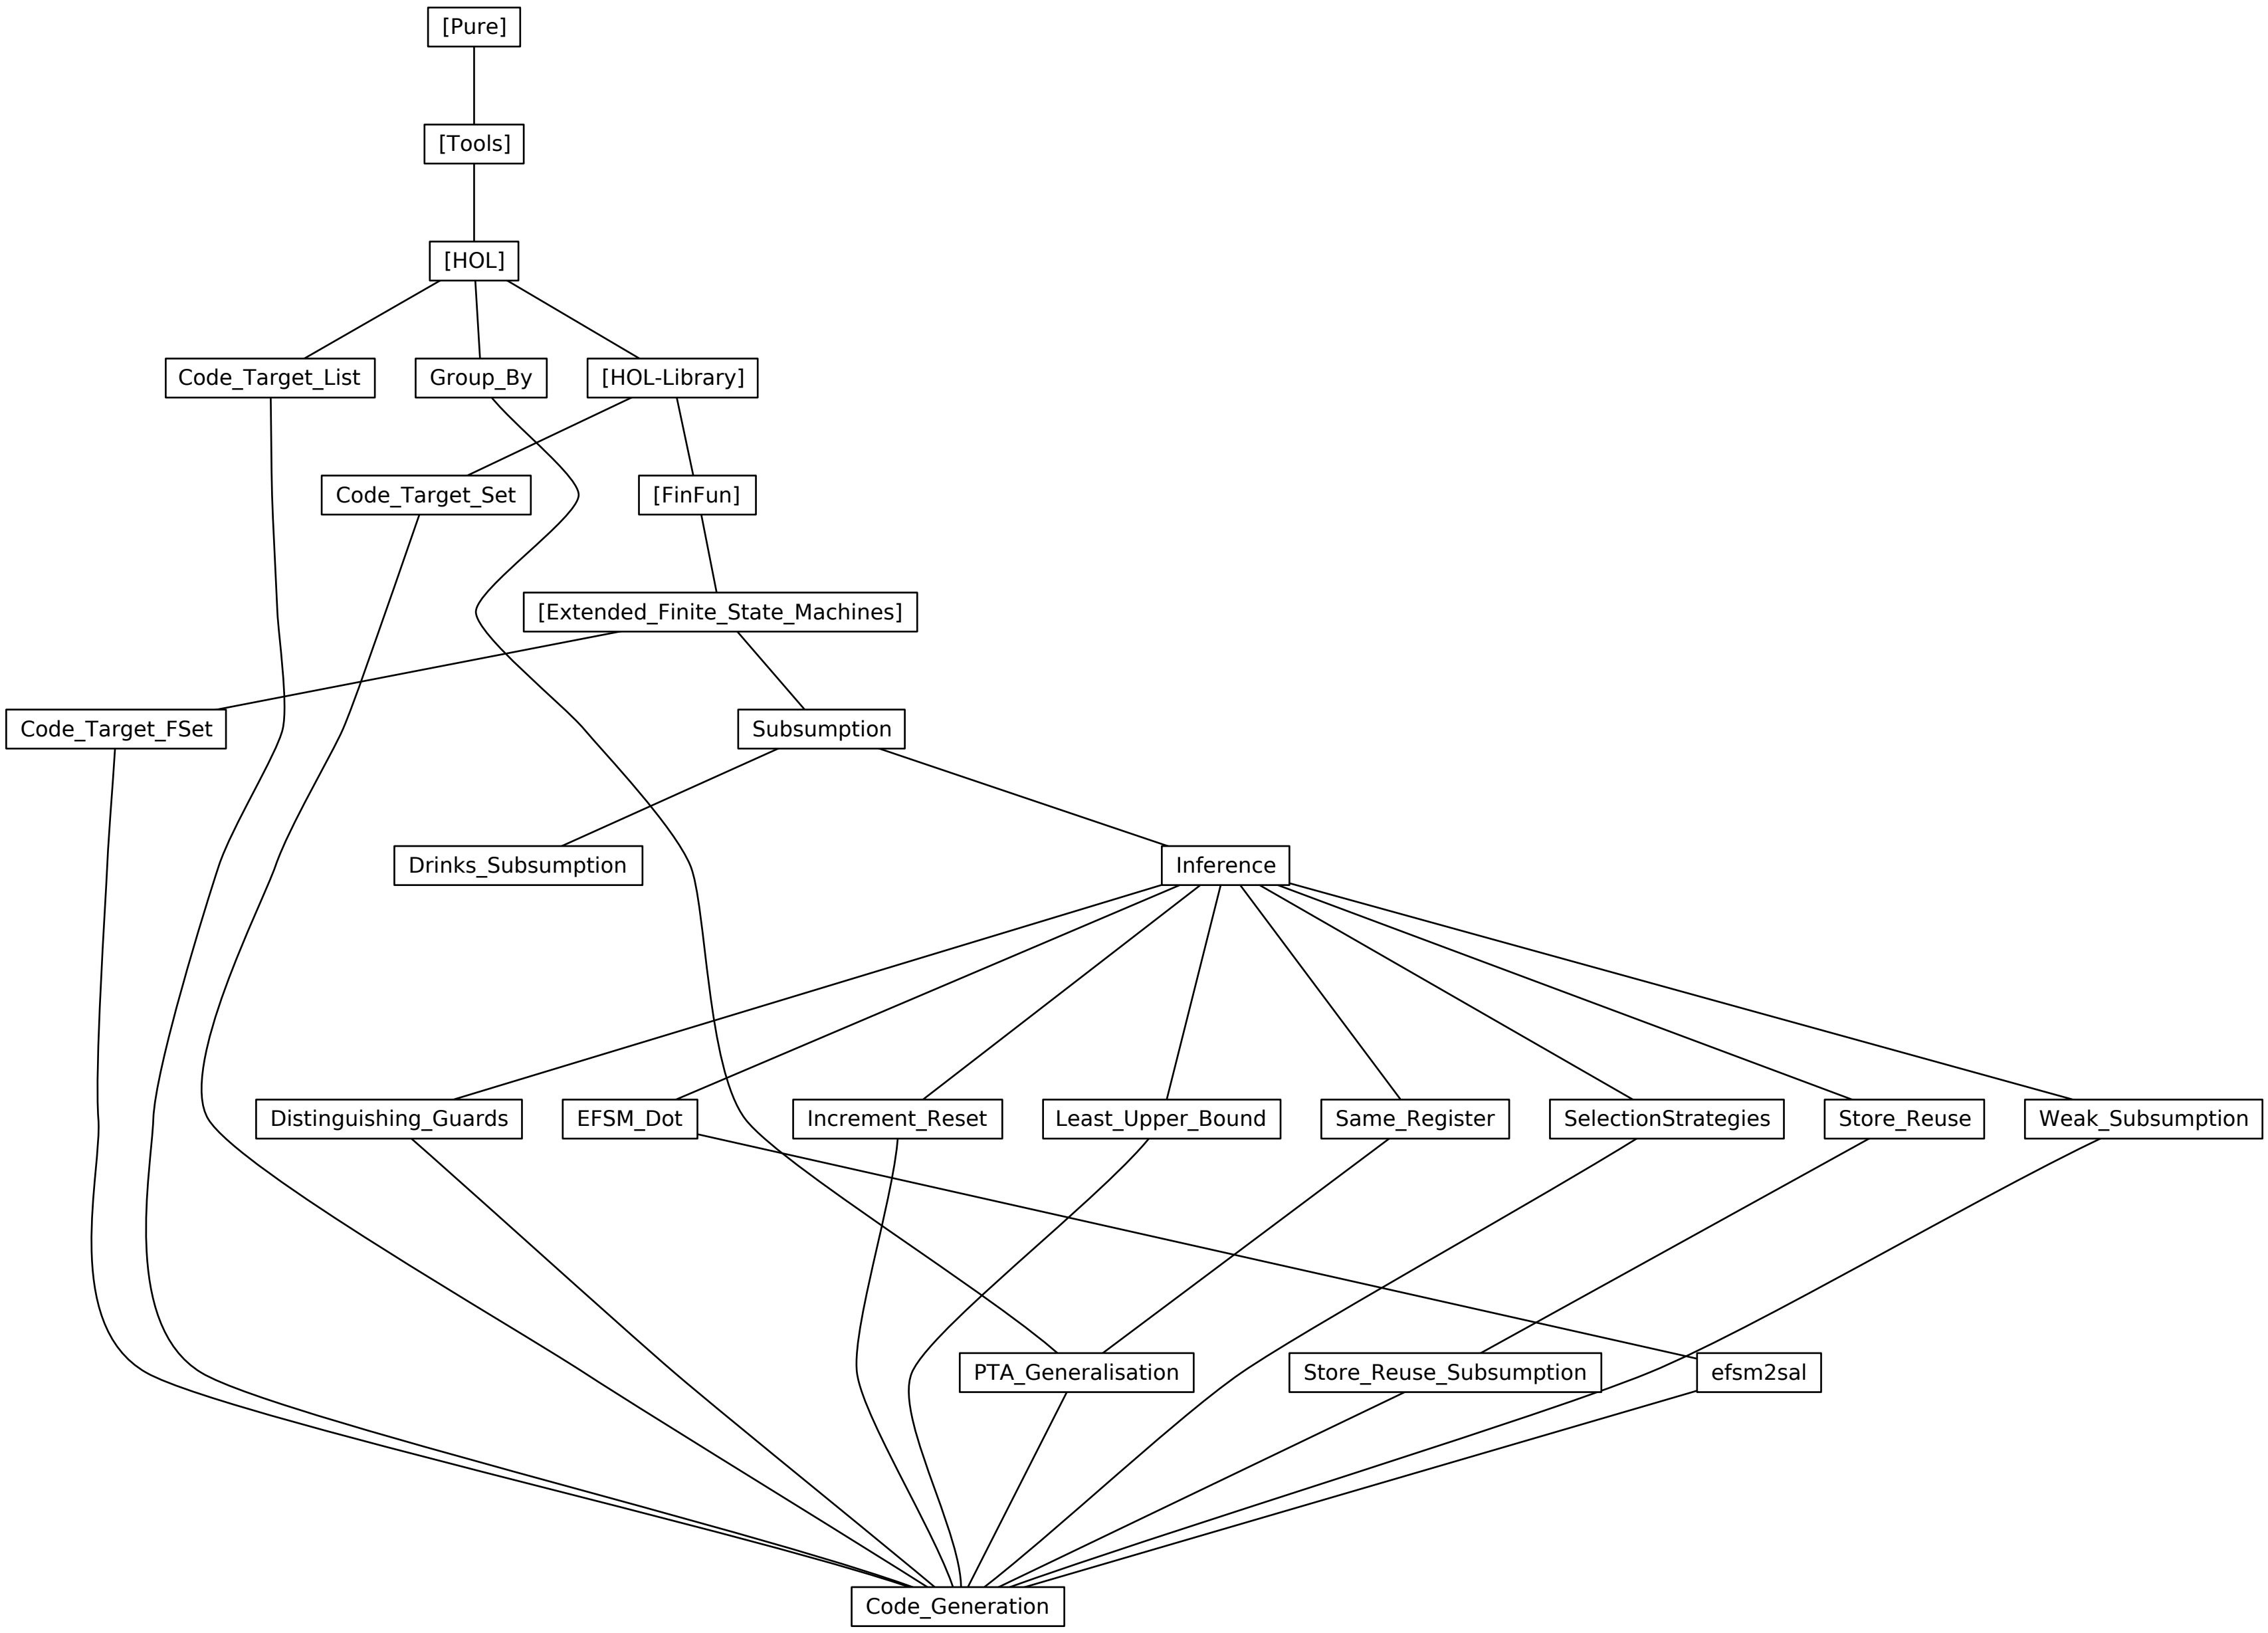 [Pure]
[Tools]
[HOL]
Code_Target_List
Group_By
[HOL-Library]
Code_Target_Set
[FinFun]
[Extended_Finite_State_Machines]
Code_Target_FSet
Subsumption
Drinks_Subsumption
Inference
Distinguishing_Guards
EFSM_Dot
Increment_Reset
Least_Upper_Bound
Same_Register
SelectionStrategies
Store_Reuse
Weak_Subsumption
PTA_Generalisation
Store_Reuse_Subsumption
efsm2sal
Code_Generation